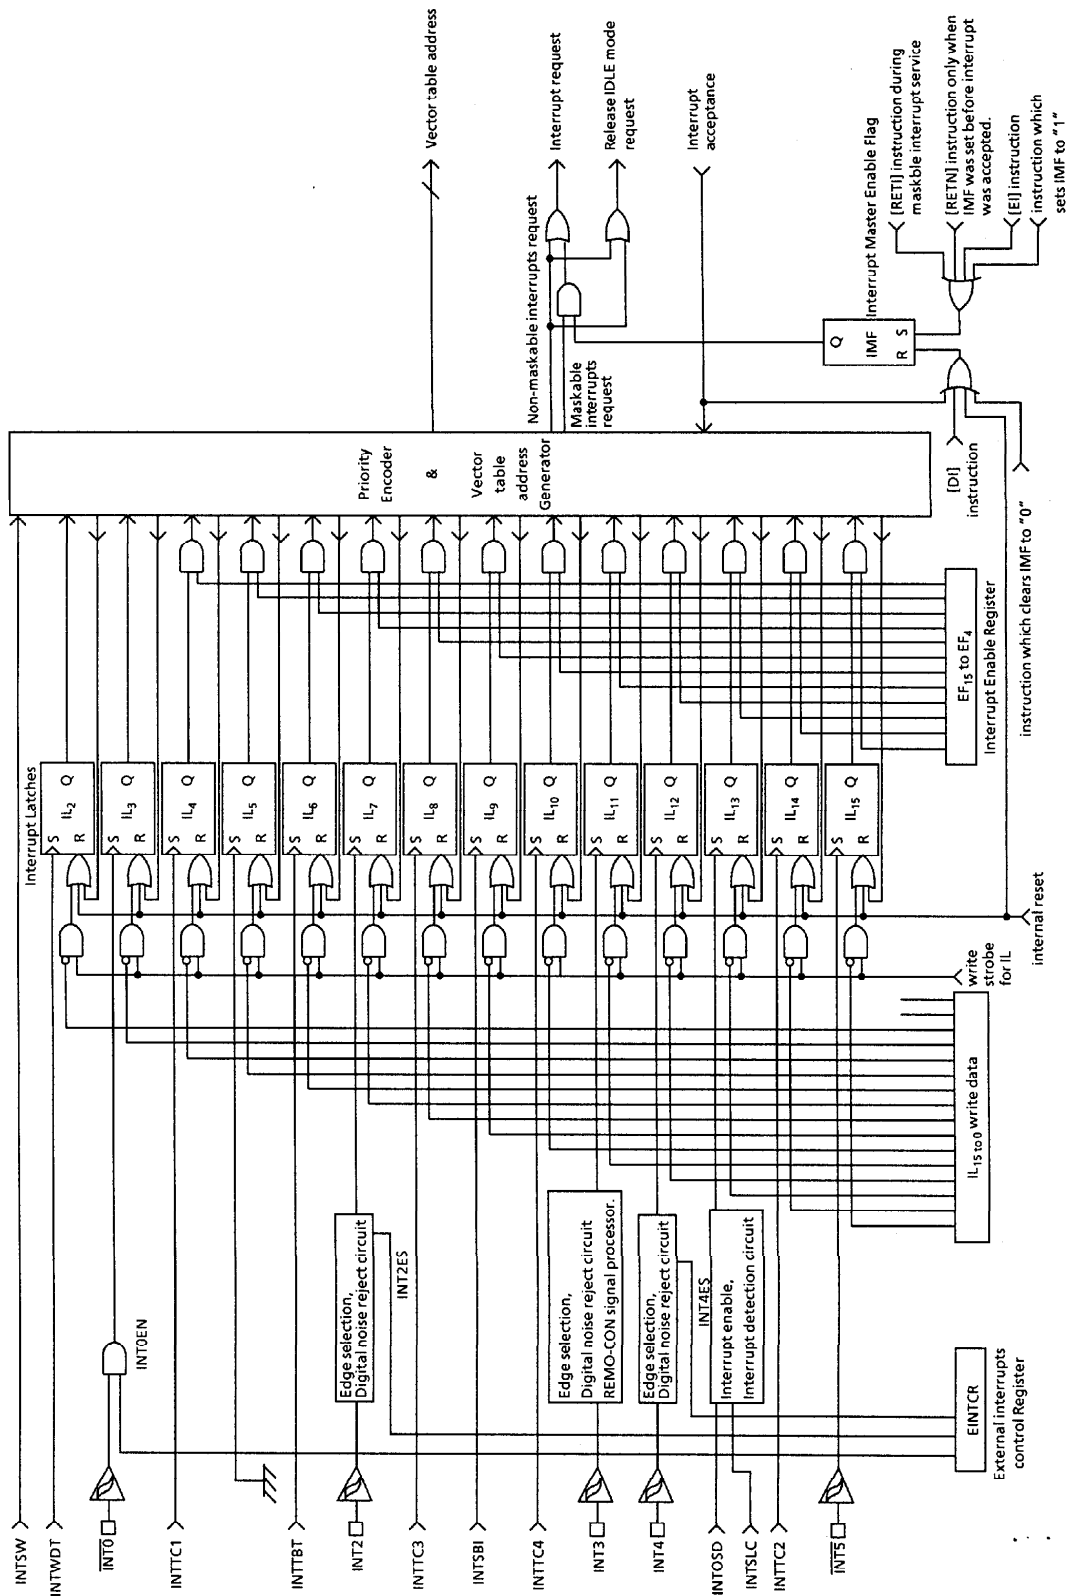 INTSW
INTWDT
INT0
INTTC1
INTTBT
INT2
INTTC3
INTSBI
INTTC4
INT3
INT4
INTOSD
INTSLC
INTTC2
INT5
INT0EN
Edge selection,
Digital noise reject circuit
INT2ES
Edge selection,
Digital noise reject circuit
REMO-CON signal processor.
Edge selection,
Digital noise reject circuit
INT4ES
Interrupt enable,
Interrupt detection circuit
EINTCR
External interrupts
control Register
IL15 to 0 write data
write
strobe
for IL
internal reset
Interrupt Latches
S IL2 Q
R
S IL3 Q
R
S IL4 Q
R
S IL5 Q
R
S IL6 Q
R
S IL7 Q
R
S IL8 Q
R
S IL9 Q
R
S IL10 Q
R
S IL11 Q
R
S IL12 Q
R
S IL13 Q
R
S IL14 Q
R
S IL15 Q
R
EF15 to EF4
Interrupt Enable Register
instruction which clears IMF to "0"
Priority
Encoder
&
Vector
table
address
Generator
[DI]
instruction
Vector table address
Non-maskable interrupts request
Maskable
interrupts
request
Interrupt request
Release IDLE mode
request
Interrupt
acceptance
Q
IMF
R S
Interrupt Master Enable Flag
[RETI] instruction during
maskble interrupt service
[RETN] instruction only when
IMF was set before interrupt
was accepted.
[EI] instruction
instruction which
sets IMF to "1"